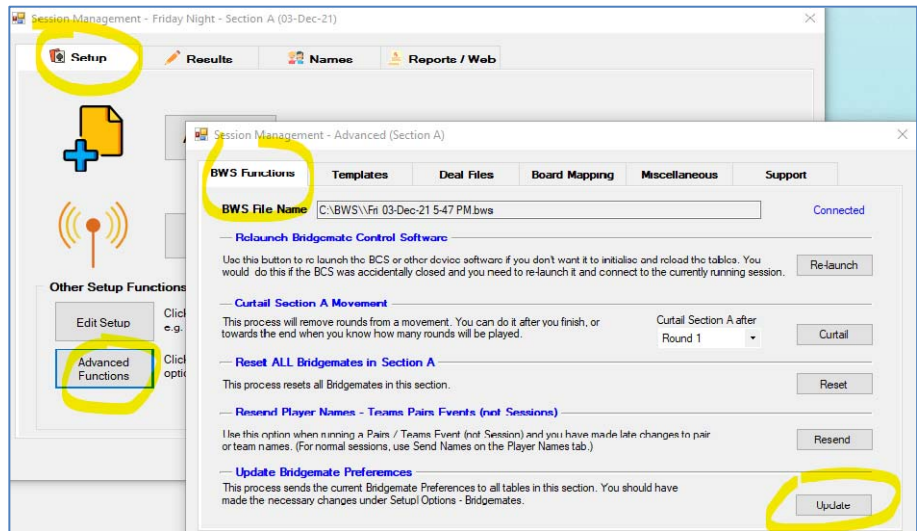 Session Management - Friday Night - Section A (03-Dec-21)
Setup Results Names Reports / Web
Session Management - Advanced (Section A)
BWS Functions Templates Deal Files Board Mapping Miscellaneous Support
BWS File Name C:\BWS\\Fri 03-Dec-21 5-47 PM.bws Connected
Relaunch Bridgemate Control Software
Use this button to re launch the BCS or other device software if you don't want it to initialise and reload the tables. You
would do this if the BCS was accidentally closed and you need to re-launch it and connect to the currently running session.
Re-launch
Curtail Section A Movement
This process will remove rounds from a movement. You can do it after you finish, or
towards the end when you know how many rounds will be played.
Curtail Section A after
Round 1
Curtail
Reset ALL Bridgemates in Section A
This process resets all Bridgemates in this section.
Reset
Resend Player Names - Teams Pairs Events (not Sessions)
Use this option when running a Pairs / Teams Event (not Session) and you have made late changes to pair
or team names. (For normal sessions, use Send Names on the Player Names tab.)
Resend
Update Bridgemate Preferemces
This process sends the current Bridgemate Preferences to all tables in this section. You should have
made the necessary changes under Setup\ Options - Bridgemates.
Update
Other Setup Functions
Edit Setup
e.g.
Advanced
Functions